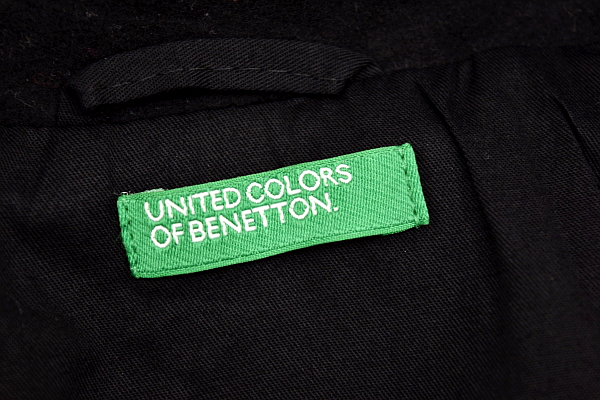 UNITED COLORS
OF BENETTON.